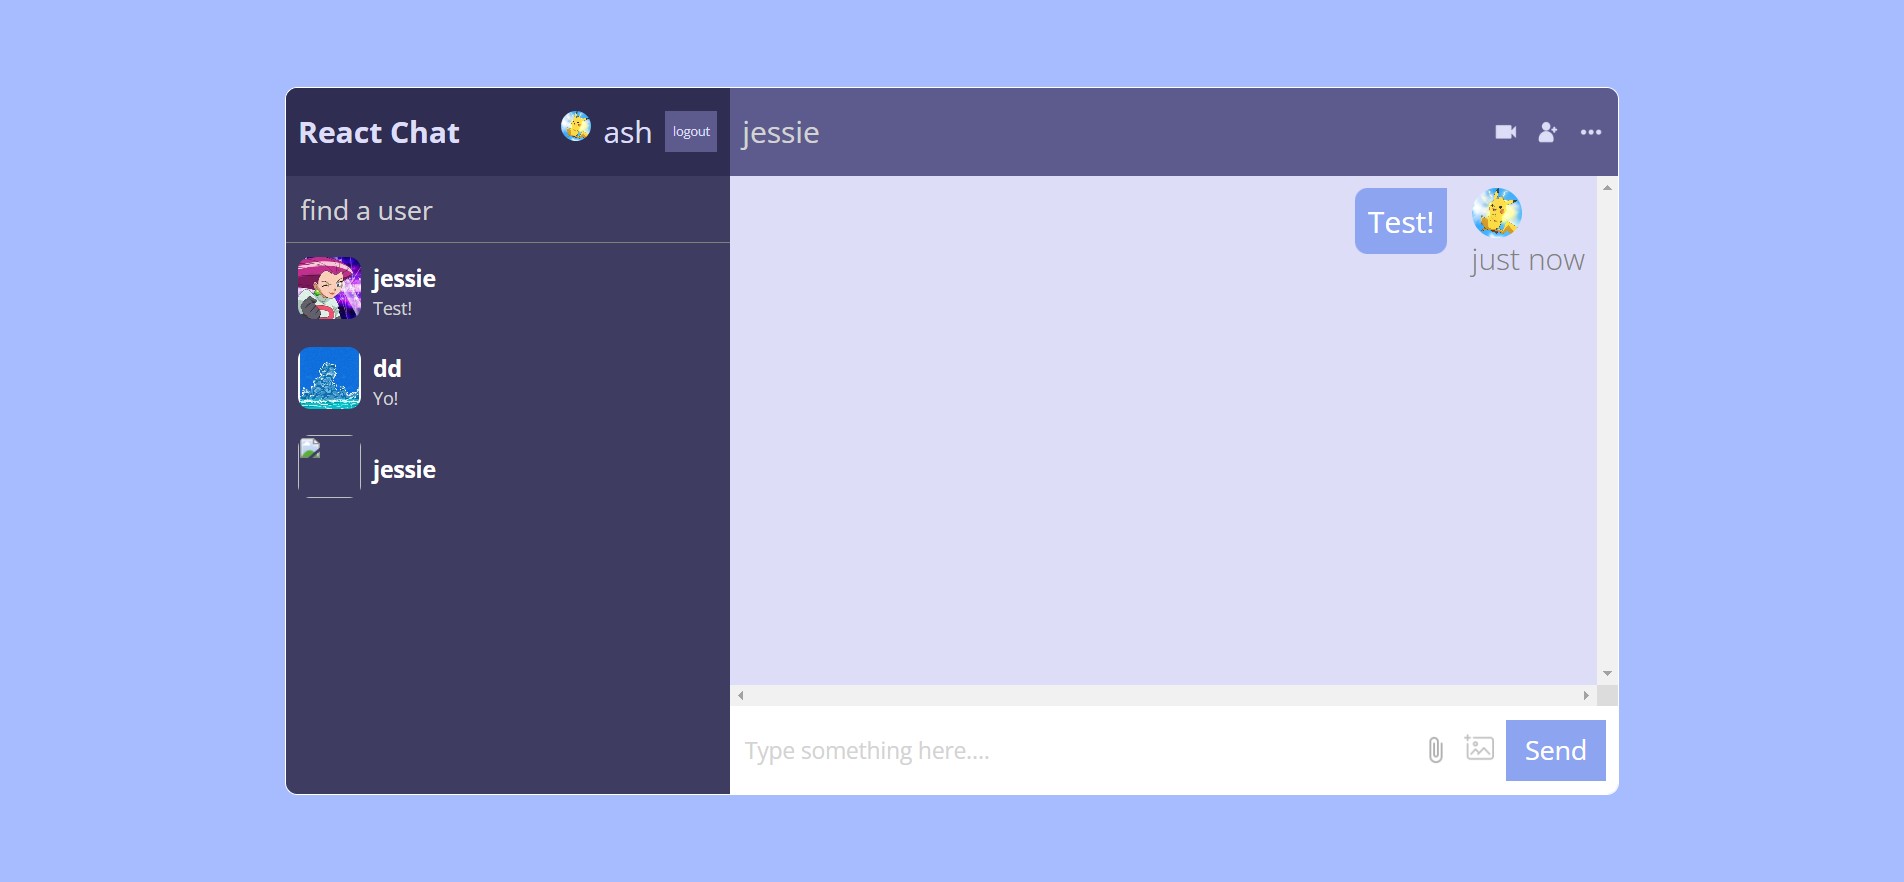 React Chat
ash
logout
jessie
find a user
jessie
Test!
dd
Yo!
jessie
Test!
just now
Type something here....
Send